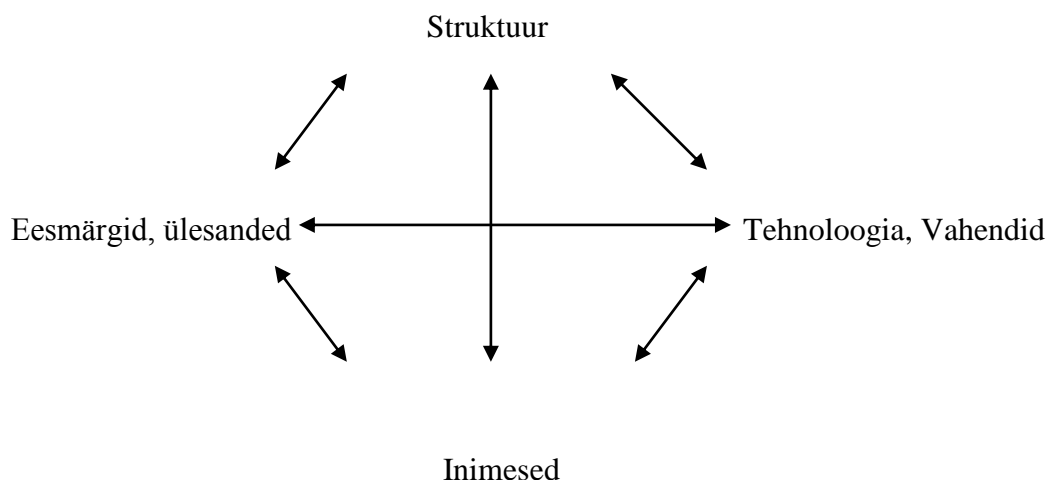 Struktuur
Eesmärgid, ülesanded
Tehnoloogia, Vahendid
Inimesed